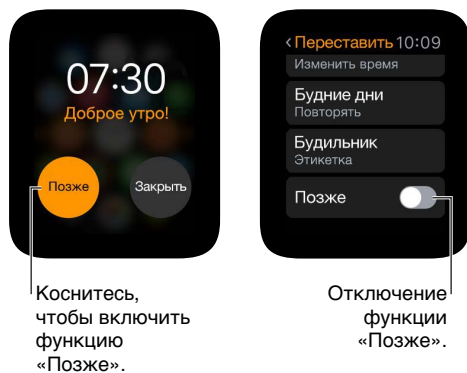 07:30
Доброе утро!
Позже
Закрыть
Коснитесь,
чтобы включить
функцию
«Позже».
<Переставить 10:09
Изменить время
Будние дни
Повторять
Будильник
Этикетка
Позже
Отключение
функции
«Позже».